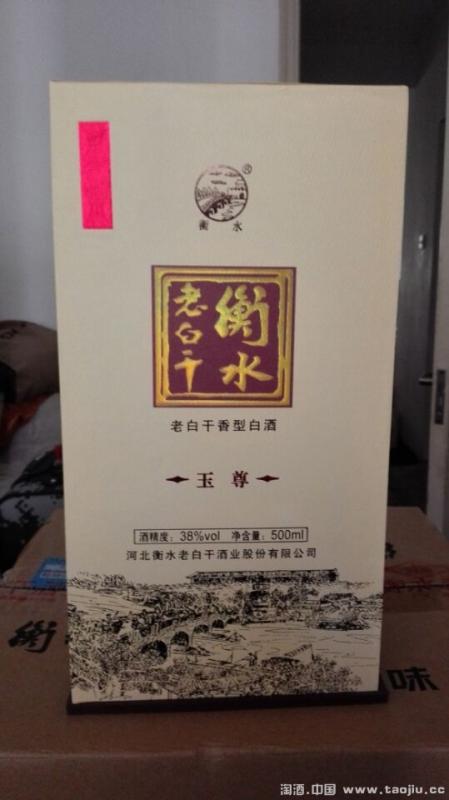 ®
衡 水
衡水
老白干
老白干香型白酒
玉 尊
酒精度：38%vol 净含量：500ml
河北衡水老白干酒业股份有限公司
衡
味
淘酒.中国 www.taojiu.cc